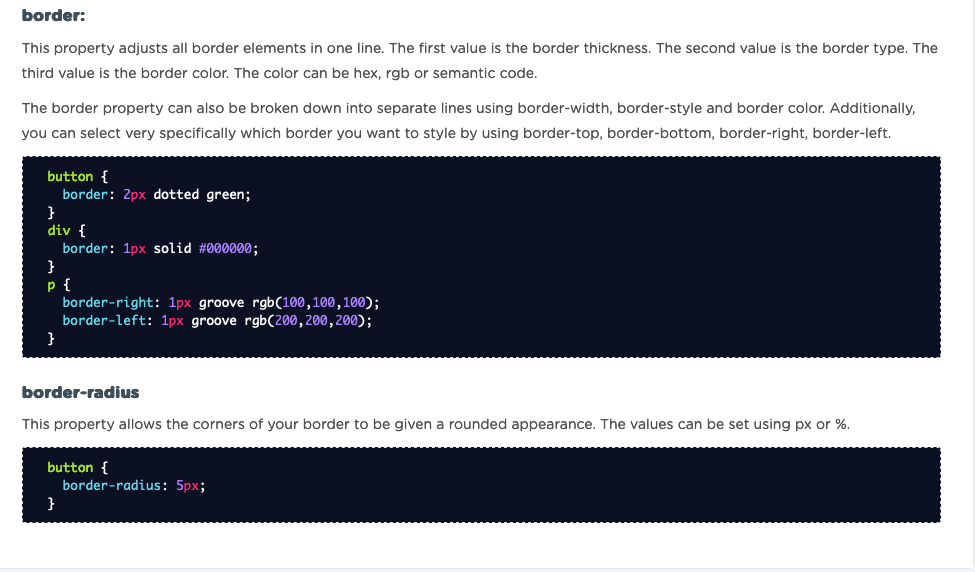 border:
This property adjusts all border elements in one line. The first value is the border thickness. The second value is the border type. The
third value is the border color. The color can be hex, rgb or semantic code.
The border property can also be broken down into separate lines using border-width, border-style and border color. Additionally,
you can select very specifically which border you want to style by using border-top, border-bottom, border-right, border-left.
button {
  border: 2px dotted green;
}
div {
  border: 1px solid #000000;
}
p {
  border-right: 1px groove rgb(100,100,100);
  border-left: 1px groove rgb(200,200,200);
}
border-radius
This property allows the corners of your border to be given a rounded appearance. The values can be set using px or %.
button {
  border-radius: 5px;
}